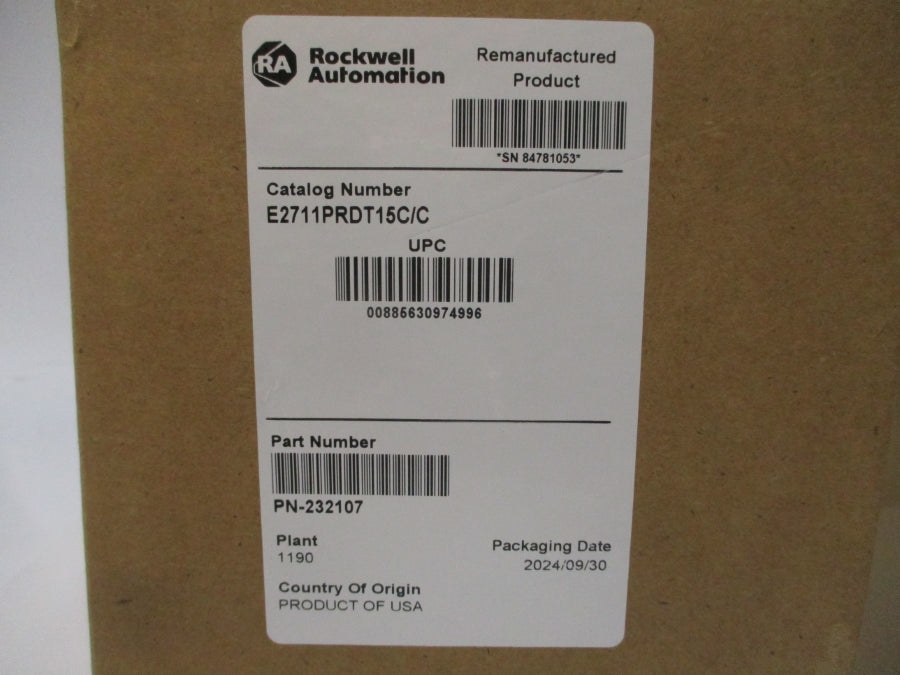 RA
Rockwell
Automation
Remanufactured
Product
*SN 84781053*
Catalog Number
E2711PRDT15C/C
UPC
00885630974996
Part Number
PN-232107
Plant
1190
Packaging Date
2024/09/30
Country Of Origin
PRODUCT OF USA